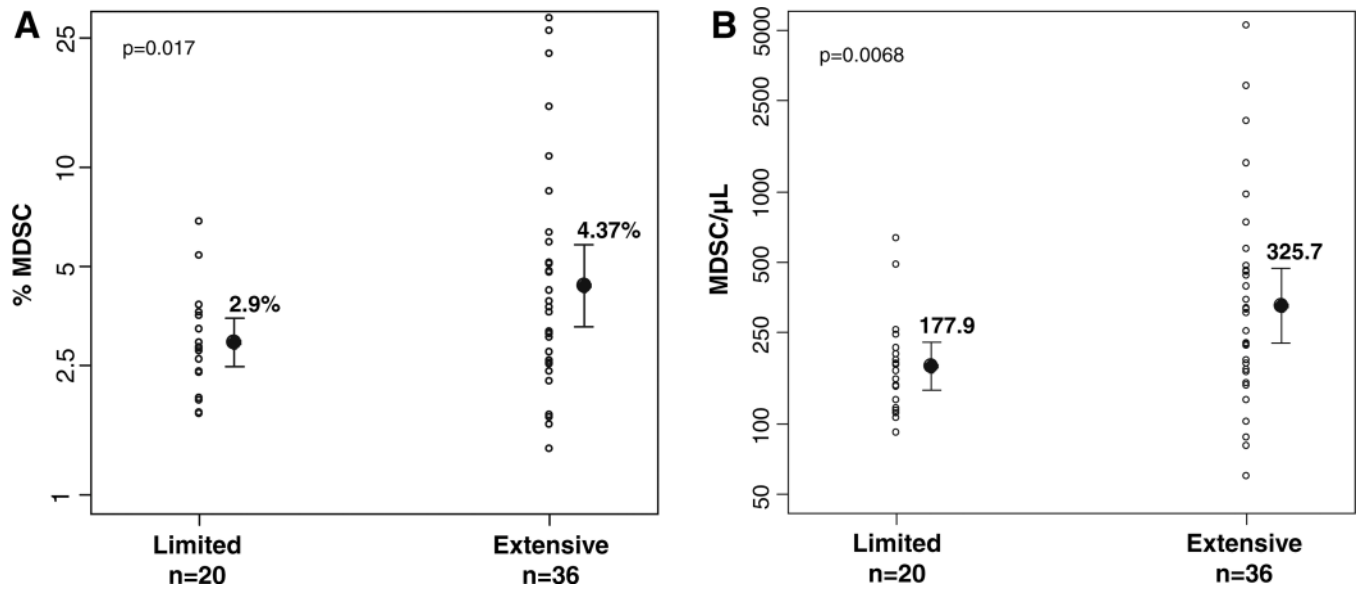 A
p=0.017
% MDSC
25
10
5
2.5
1
2.9%
4.37%
Limited
n=20
Extensive
n=36
B
p=0.0068
MDSC/µL
5000
2500
1000
500
250
100
50
177.9
325.7
Limited
n=20
Extensive
n=36